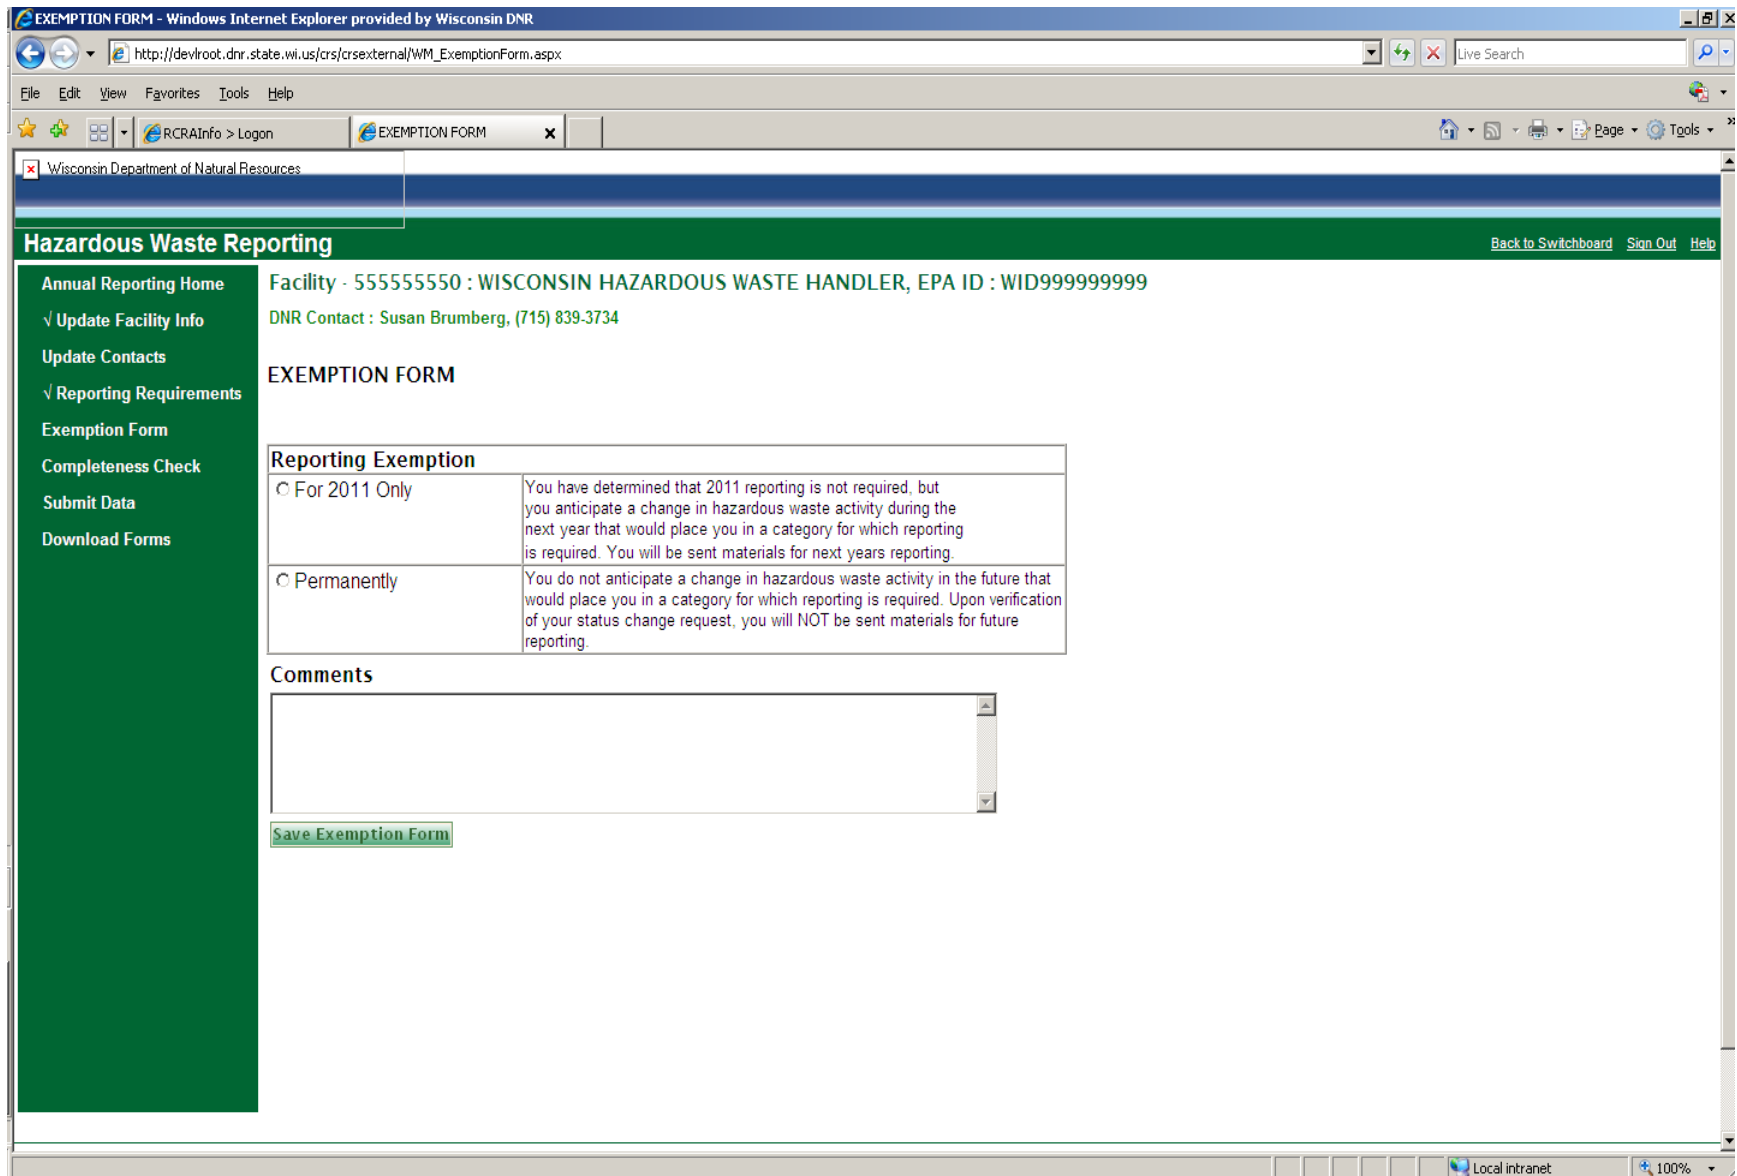 EXEMPTION FORM - Windows Internet Explorer provided by Wisconsin DNR
http://devlroot.dnr.state.wi.us/crs/crsexternal/WM_ExemptionForm.aspx
Live Search
File Edit View Favorites Tools Help
RCRAInfo > Logon
EXEMPTION FORM
Page Tools
Wisconsin Department of Natural Resources
Hazardous Waste Reporting
Back to Switchboard Sign Out Help
Annual Reporting Home
√ Update Facility Info
Update Contacts
√ Reporting Requirements
Exemption Form
Completeness Check
Submit Data
Download Forms
Facility - 555555550 : WISCONSIN HAZARDOUS WASTE HANDLER, EPA ID : WID999999999
DNR Contact : Susan Brumberg, (715) 839-3734
EXEMPTION FORM
Reporting Exemption
For 2011 Only
You have determined that 2011 reporting is not required, but
you anticipate a change in hazardous waste activity during the
next year that would place you in a category for which reporting
is required. You will be sent materials for next years reporting.
Permanently
You do not anticipate a change in hazardous waste activity in the future that
would place you in a category for which reporting is required. Upon verification
of your status change request, you will NOT be sent materials for future
reporting.
Comments
Save Exemption Form
Local intranet
100%